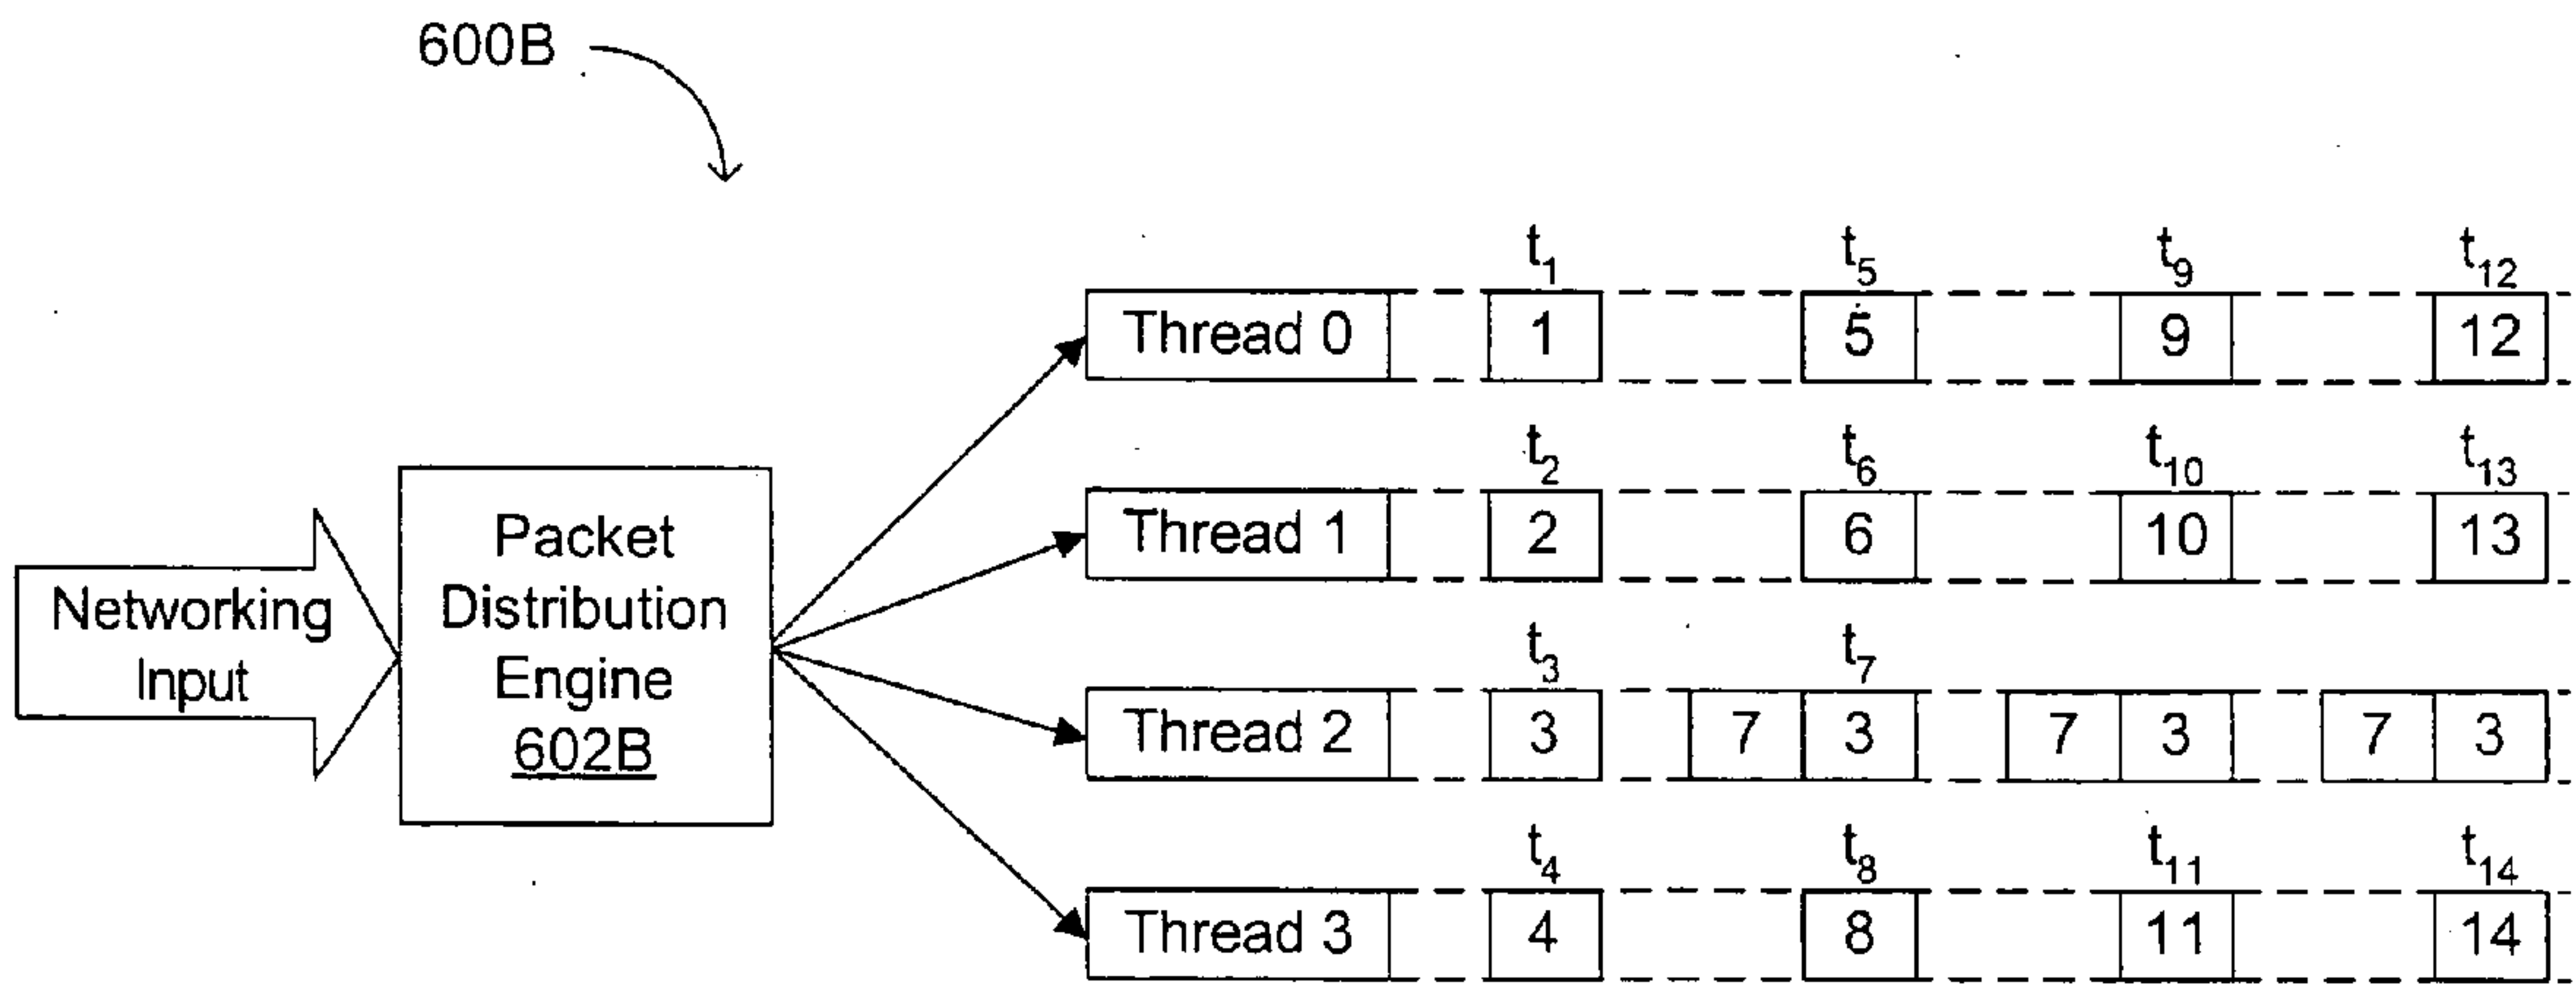 600B
t1 t5 t9 t12
Thread 0 1 5 9 12
t2 t6 t10 t13
Thread 1 2 6 10 13
Networking
Input
Packet
Distribution
Engine
602B
t3 t7
Thread 2 3 7 3 7 3 7 3
t4 t8 t11 t14
Thread 3 4 8 11 14